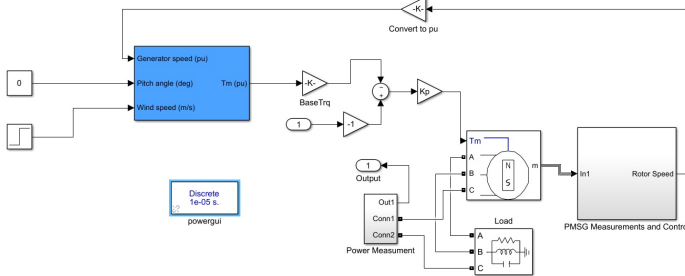 -K-
Convert to pu
Generator speed (pu)
0
Pitch angle (deg)
Tm (pu)
-K-
BaseTrq
Kp
Wind speed (m/s)
1
-1
Tm
A
B
C
N
S
m
In1
Rotor Speed
PMSG Measurements and Contro
1
Output
Discrete
1e-05 s.
powergui
Out1
Conn1
Conn2
Power Measument
Load
A
B
C